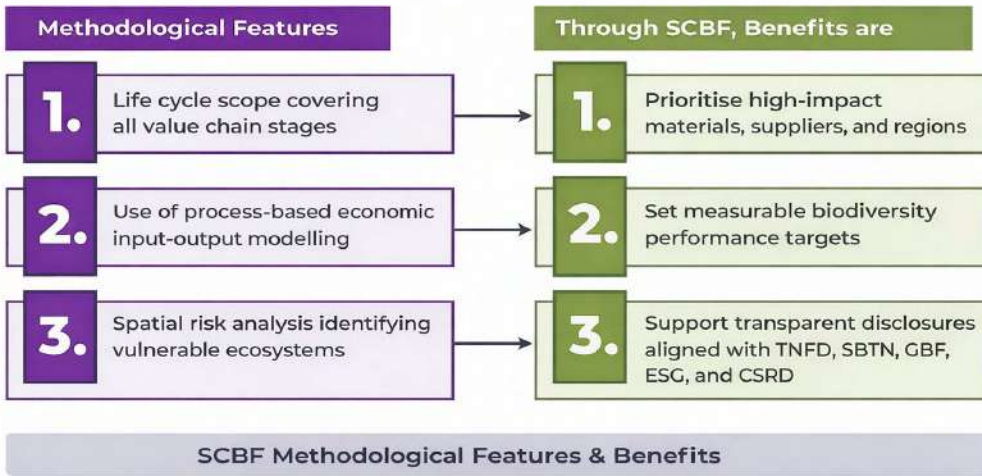 Methodological Features
1.
Life cycle scope covering
all value chain stages
2.
Use of process-based economic
input-output modelling
3.
Spatial risk analysis identifying
vulnerable ecosystems
Through SCBF, Benefits are
1.
Prioritise high-impact
materials, suppliers, and regions
2.
Set measurable biodiversity
performance targets
3.
Support transparent disclosures
aligned with TNFD, SBTN, GBF,
ESG, and CSRD
SCBF Methodological Features & Benefits